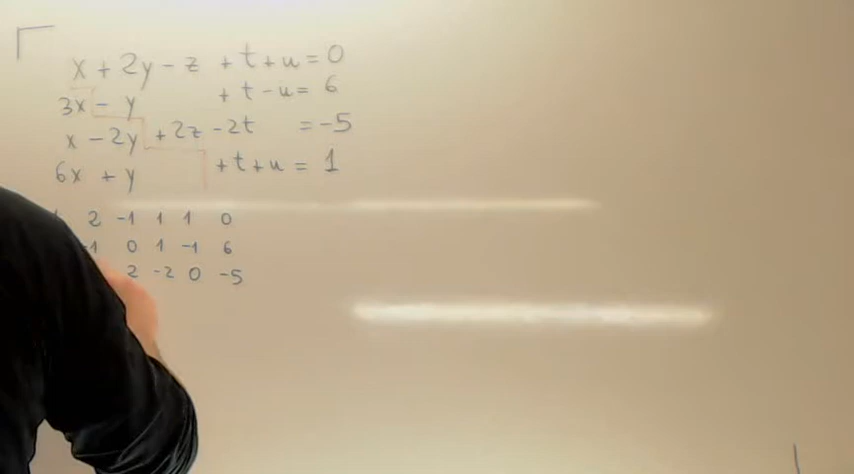 x + 2y - z + t + u = 0
3x - y + t - u = 6
x - 2y + 2z - 2t = -5
6x + y + t + u = 1
2 -1 1 1 0
-1 0 1 -1 6
2 -2 0 -5